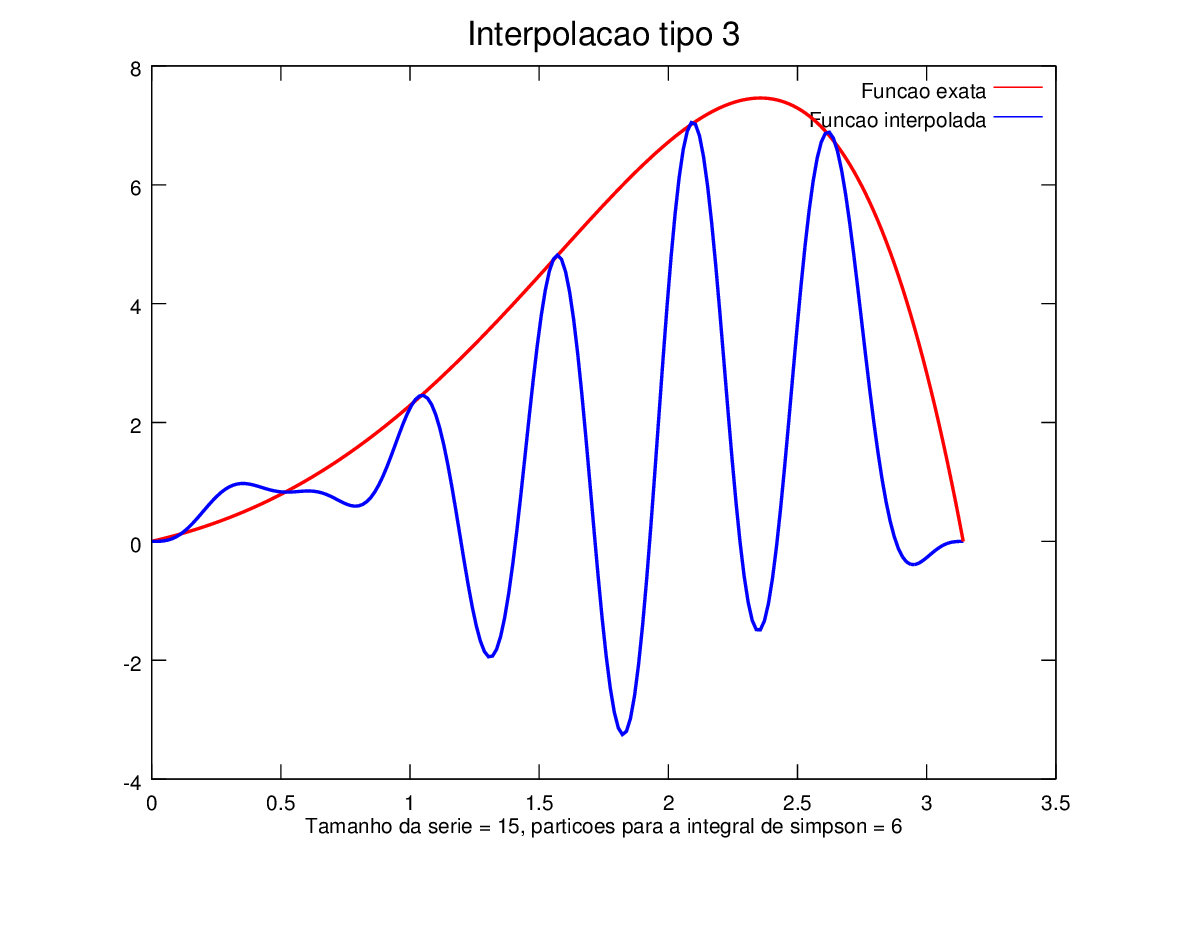 Interpolacao tipo 3
8
Funcao exata
Funcao interpolada
6
4
2
0
-2
-4
0 0.5 1 1.5 2 2.5 3 3.5
Tamanho da serie = 15, particoes para a integral de simpson = 6